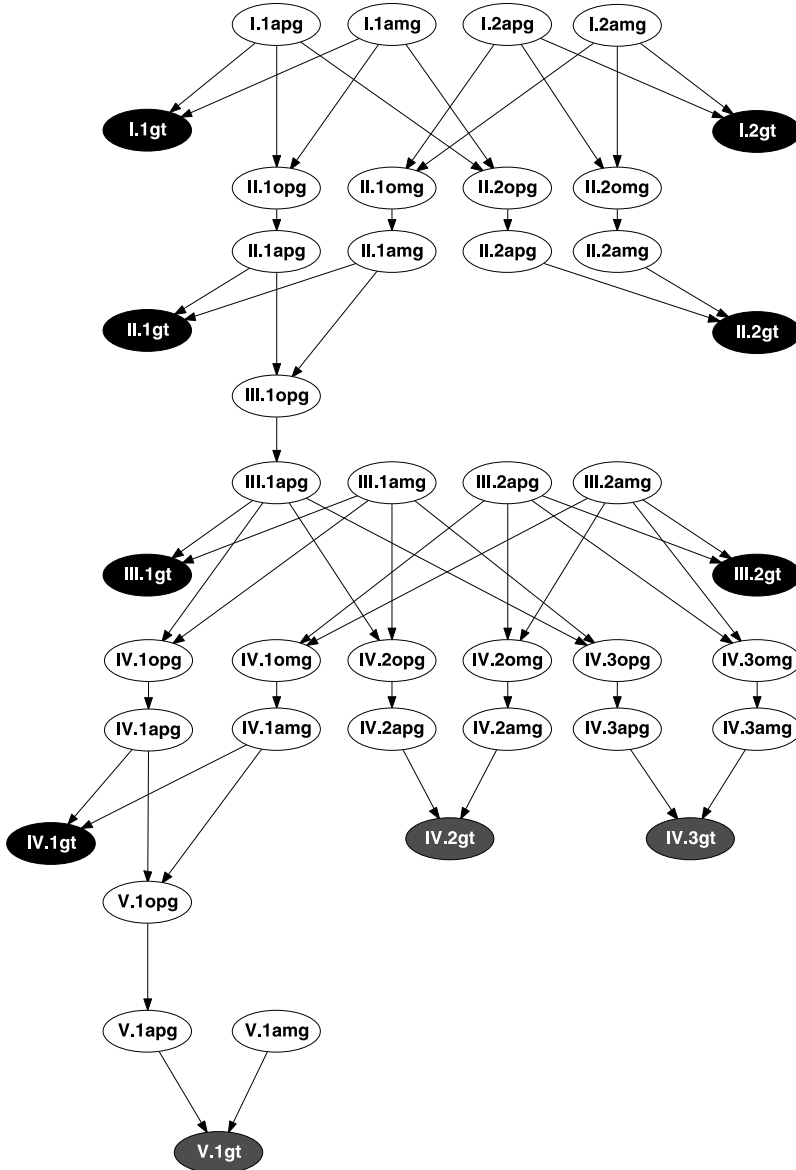 I.1apg I.1amg I.2apg I.2amg
I.1gt I.2gt
II.1opg II.1omg II.2opg II.2omg
II.1apg II.1amg II.2apg II.2amg
II.1gt II.2gt
III.1opg
III.1apg III.1amg III.2apg III.2amg
III.1gt III.2gt
IV.1opg IV.1omg IV.2opg IV.2omg IV.3opg IV.3omg
IV.1apg IV.1amg IV.2apg IV.2amg IV.3apg IV.3amg
IV.1gt IV.2gt IV.3gt
V.1opg
V.1apg V.1amg
V.1gt